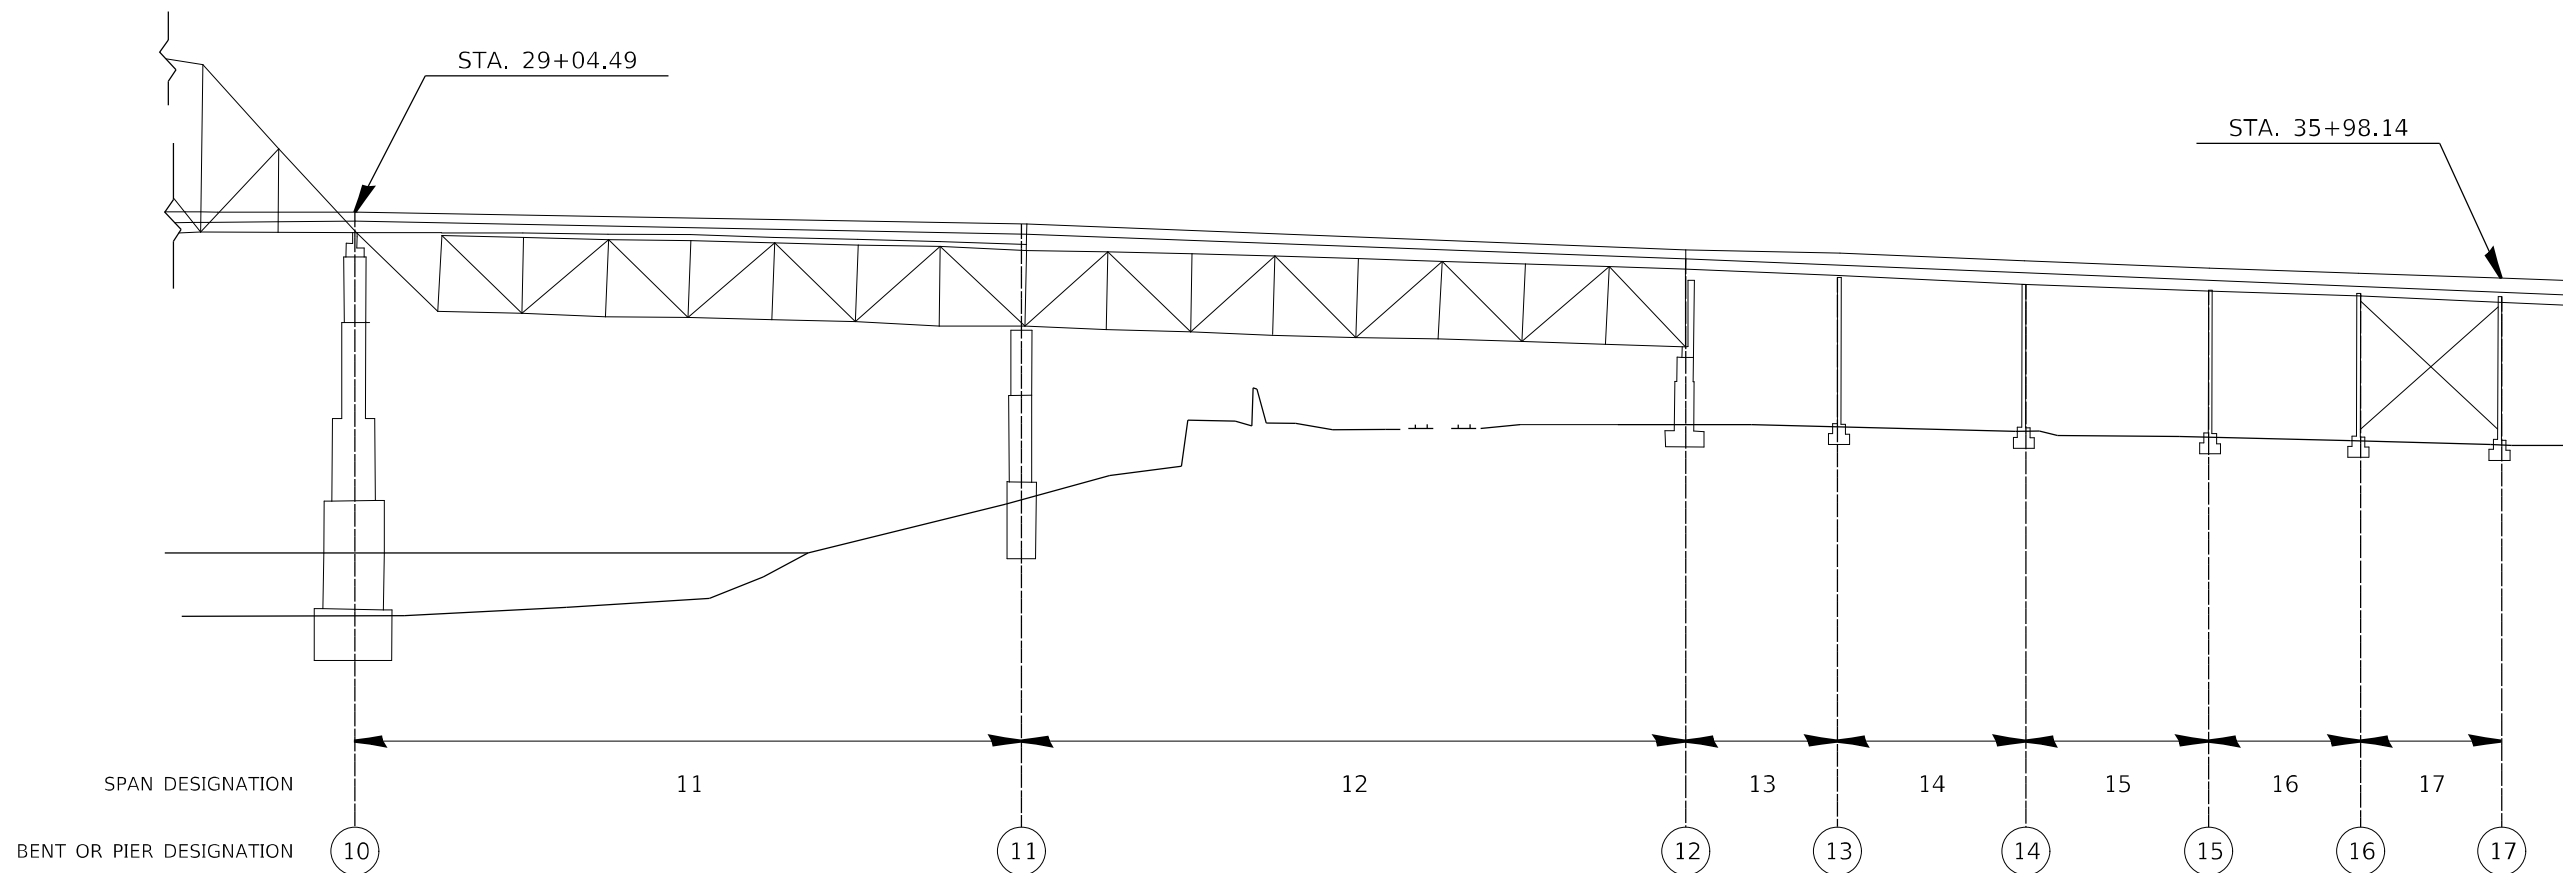 STA. 29+04.49
STA. 35+98.14
SPAN DESIGNATION 11 12 13 14 15 16 17
BENT OR PIER DESIGNATION 10 11 12 13 14 15 16 17